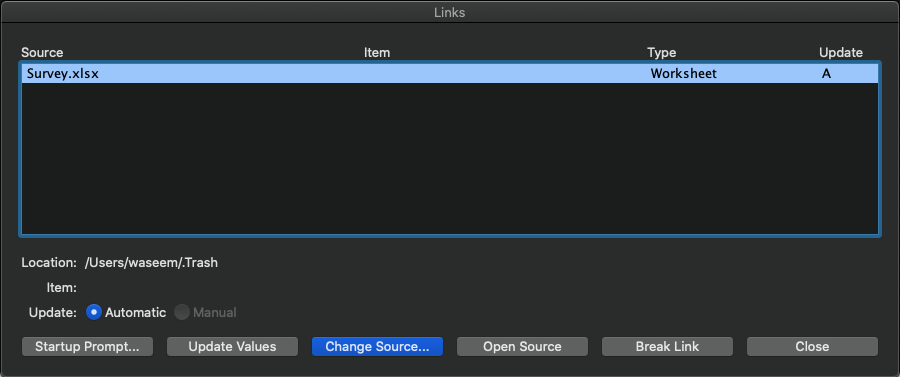 Links
Source Item Type Update
Survey.xlsx Worksheet A
Location: /Users/waseem/.Trash
Item:
Update: Automatic Manual
Startup Prompt... Update Values Change Source... Open Source Break Link Close